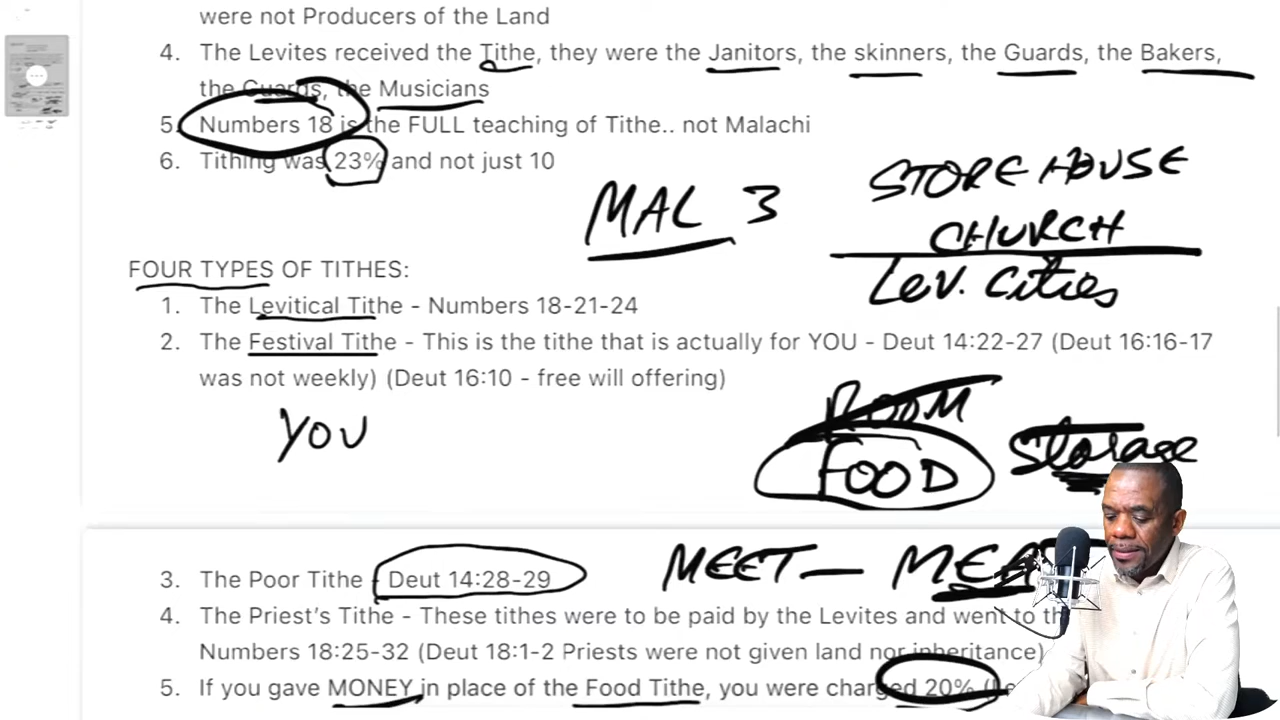 were not Producers of the Land
4. The Levites received the Tithe, they were the Janitors, the skinners, the Guards, the Bakers,
the Guards, the Musicians
5. Numbers 18 is the FULL teaching of Tithe.. not Malachi
6. Tithing was 23% and not just 10
MAL 3
STOREHOUSE
CHURCH
Lev. Cities
FOUR TYPES OF TITHES:
1. The Levitical Tithe - Numbers 18-21-24
2. The Festival Tithe - This is the tithe that is actually for YOU - Deut 14:22-27 (Deut 16:16-17
was not weekly) (Deut 16:10 - free will offering)
YOU
ROOM
FOOD
Storage
MEET —
3. The Poor Tithe - Deut 14:28-29
4. The Priest's Tithe - These tithes were to be paid by the Levites and went to
Numbers 18:25-32 (Deut 18:1-2 Priests were not given land nor inheritance)
5. If you gave MONEY in place of the Food Tithe, you were charged 20%